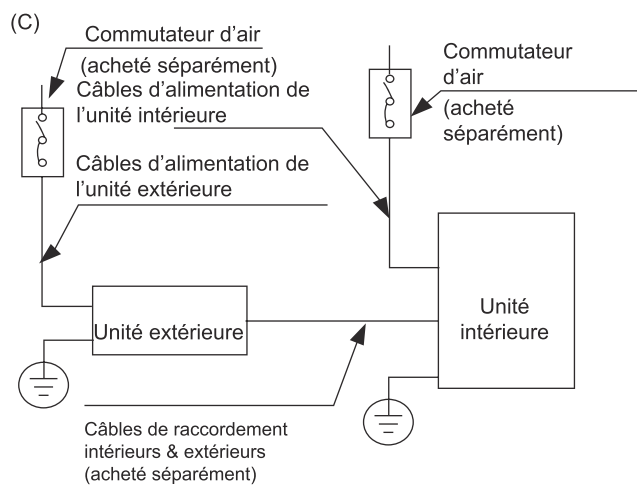 (C)
Commutateur d'air
(acheté séparément)
Câbles d'alimentation de
l'unité intérieure
Câbles d'alimentation de
l'unité extérieure
Commutateur
d'air
(acheté
séparément)
Unité extérieure
Unité
intérieure
Câbles de raccordement
intérieurs & extérieurs
(acheté séparément)